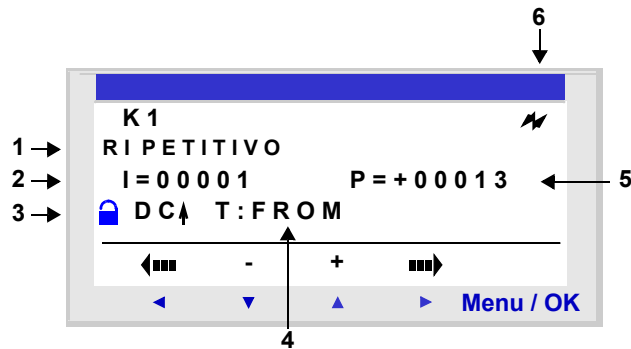 6
K1
1 RIPETITIVO
2 I=00001 P=+00013 5
3 DC T:FROM
- +
Menu / OK
4